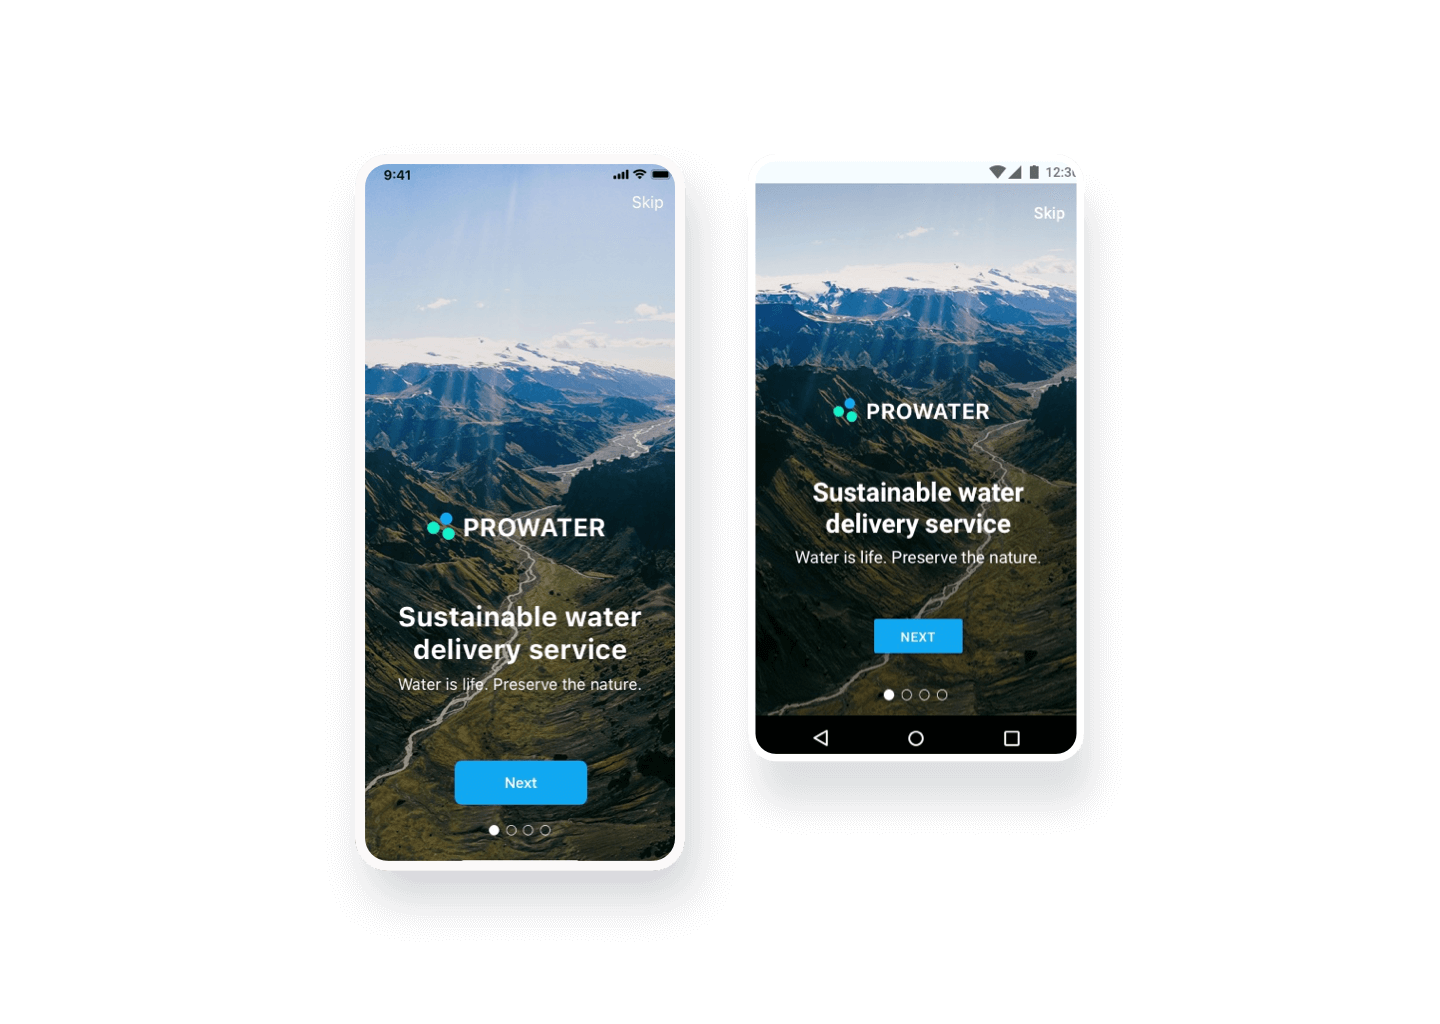 9:41
Skip
PROWATER
Sustainable water
delivery service
Water is life. Preserve the nature.
Next
12:3
Skip
PROWATER
Sustainable water
delivery service
Water is life. Preserve the nature.
NEXT